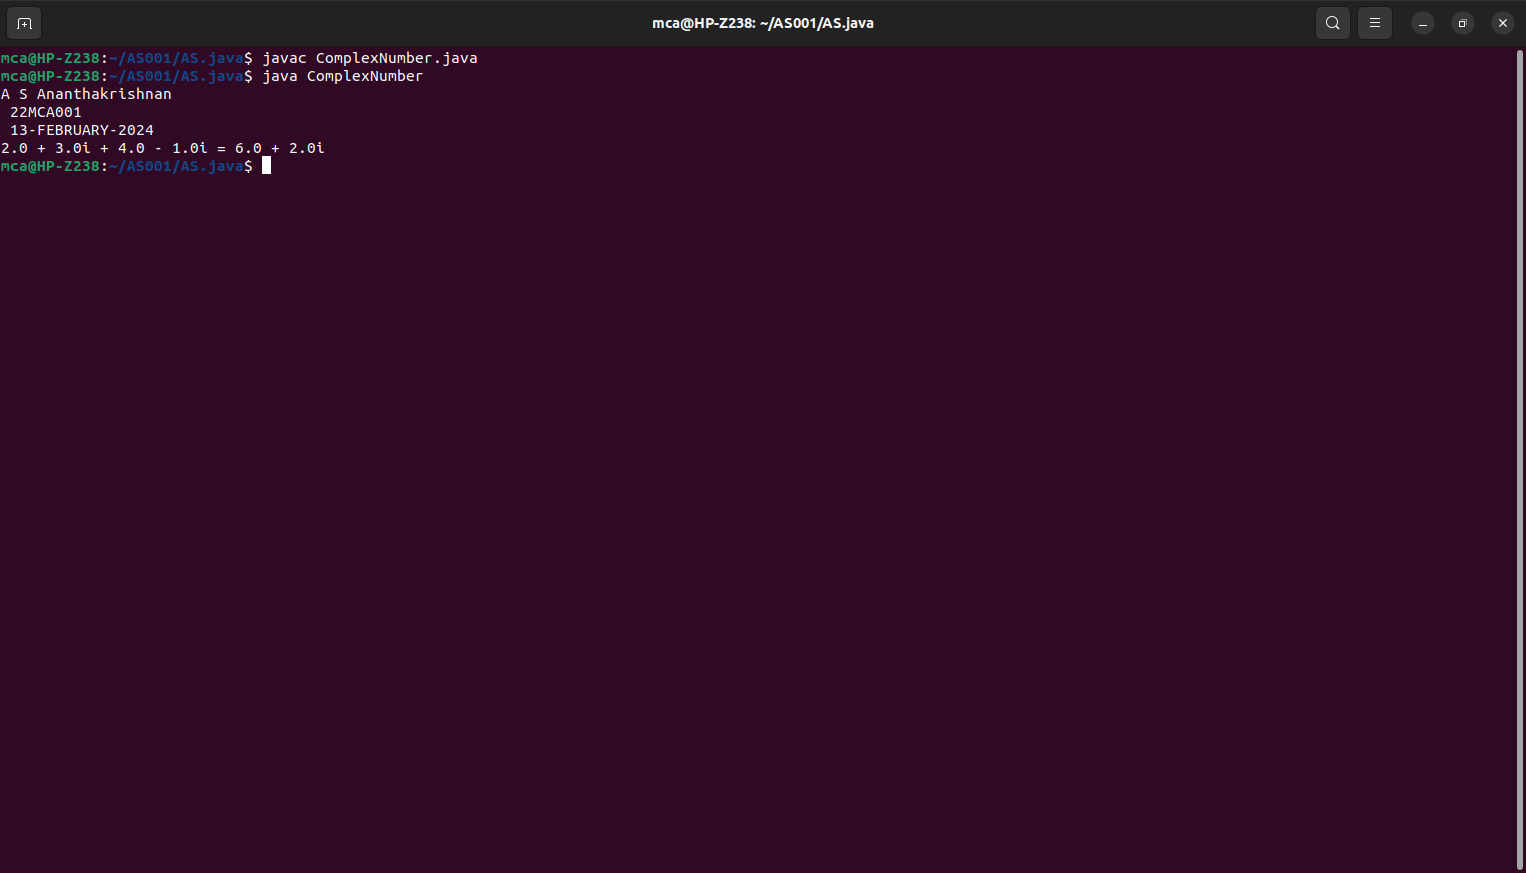 mca@HP-Z238: ~/AS001/AS.java
mca@HP-Z238:~/AS001/AS.java$ javac ComplexNumber.java
mca@HP-Z238:~/AS001/AS.java$ java ComplexNumber
A S Ananthakrishnan
 22MCA001
 13-FEBRUARY-2024
2.0 + 3.0i + 4.0 - 1.0i = 6.0 + 2.0i
mca@HP-Z238:~/AS001/AS.java$